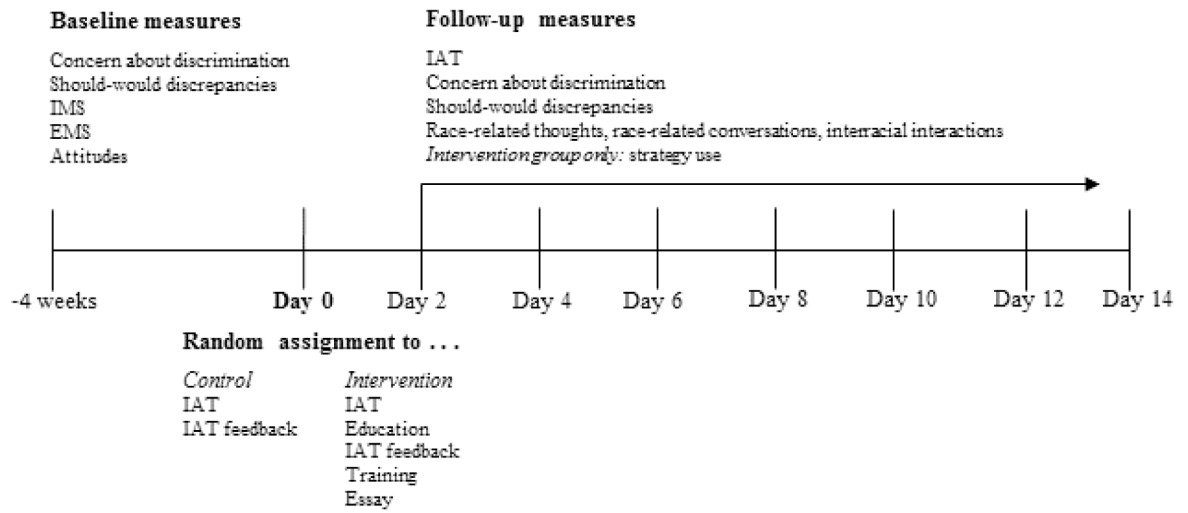 Baseline measures
Concern about discrimination
Should-would discrepancies
IMS
EMS
Attitudes
Follow-up measures
IAT
Concern about discrimination
Should-would discrepancies
Race-related thoughts, race-related conversations, interracial interactions
Intervention group only: strategy use
-4 weeks
Day 0
Day 2
Day 4
Day 6
Day 8
Day 10
Day 12
Day 14
Random assignment to . . .
Control
IAT
IAT feedback
Intervention
IAT
Education
IAT feedback
Training
Essay